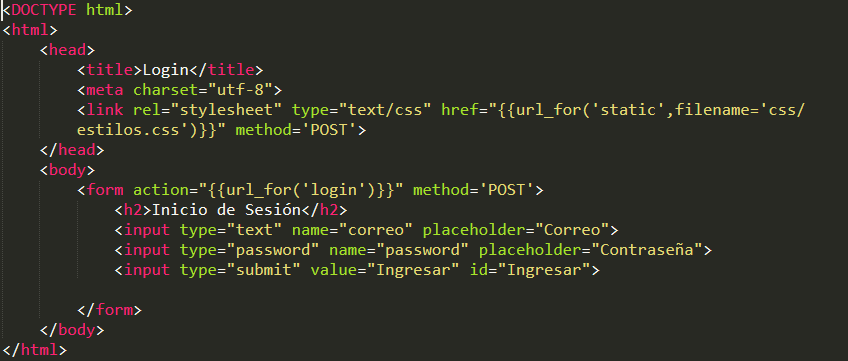 <DOCTYPE html>
<html>
    <head>
        <title>Login</title>
        <meta charset="utf-8">
        <link rel="stylesheet" type="text/css" href="{{url_for('static',filename='css/
        estilos.css')}}" method='POST'>
    </head>
    <body>
        <form action="{{url_for('login')}}" method='POST'>
            <h2>Inicio de Sesión</h2>
            <input type="text" name="correo" placeholder="Correo">
            <input type="password" name="password" placeholder="Contraseña">
            <input type="submit" value="Ingresar" id="Ingresar">

        </form>
    </body>
</html>